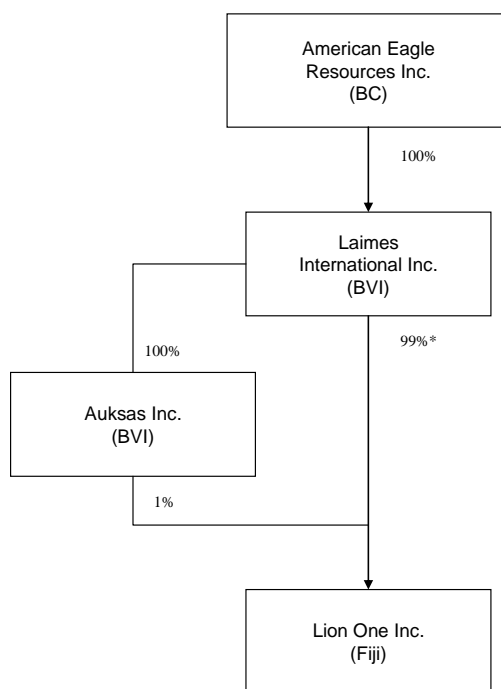 American Eagle
Resources Inc.
(BC)
100%
Laimes
International Inc.
(BVI)
99%*
100%
Auksas Inc.
(BVI)
1%
Lion One Inc.
(Fiji)